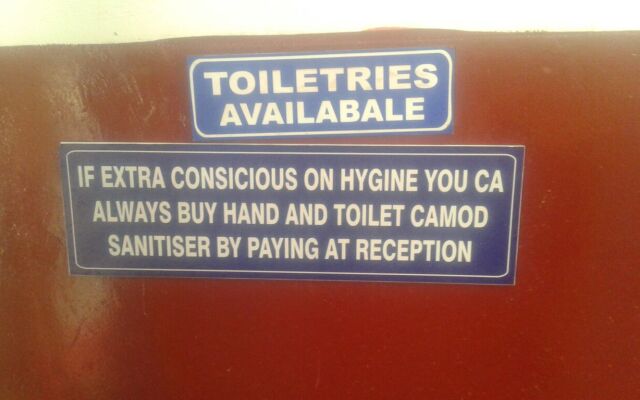 TOILETRIES
AVAILABALE
IF EXTRA CONSICIOUS ON HYGINE YOU CA
ALWAYS BUY HAND AND TOILET CAMOD
SANITISER BY PAYING AT RECEPTION